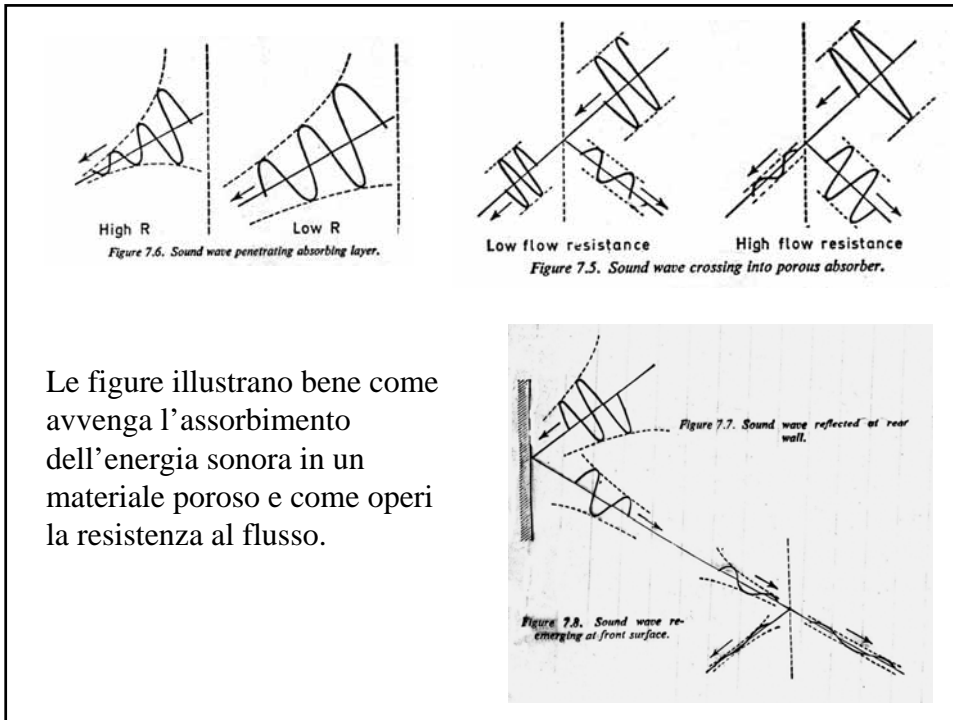 High R
Low R
Figure 7.6. Sound wave penetrating absorbing layer.
Low flow resistance
High flow resistance
Figure 7.5. Sound wave crossing into porous absorber.
Le figure illustrano bene come
avvenga l’assorbimento
dell’energia sonora in un
materiale poroso e come operi
la resistenza al flusso.
Figure 7.7. Sound wave reflected at rear
wall.
Figure 7.8. Sound wave re-
emerging at front surface.